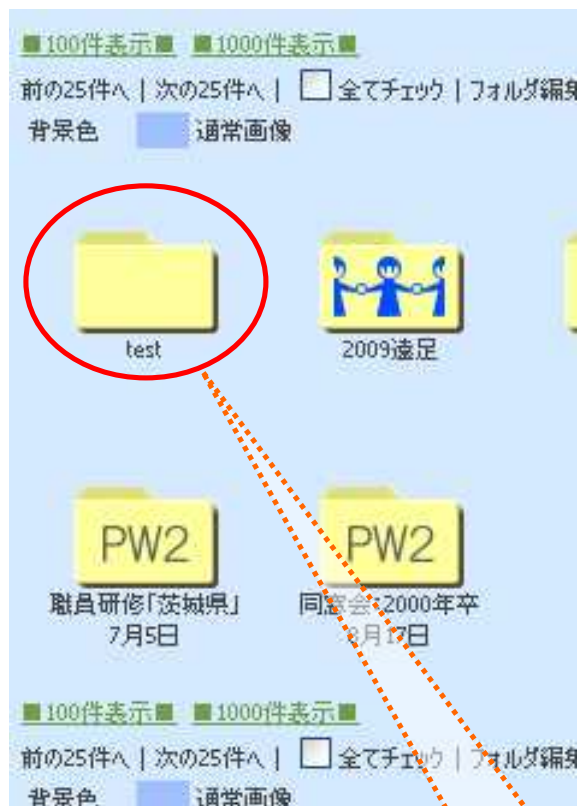 ■100件表示■ ■1000件表示■
前の25件へ | 次の25件へ | 全てチェック | フォルダ編集
背景色 通常画像
test
2009遠足
PW2
PW2
職員研修「茨城県」
7月5日
同窓会:2000年卒
8月17日
■100件表示■ ■1000件表示■
前の25件へ | 次の25件へ | 全てチェック | フォルダ編集
背景色 通常画像